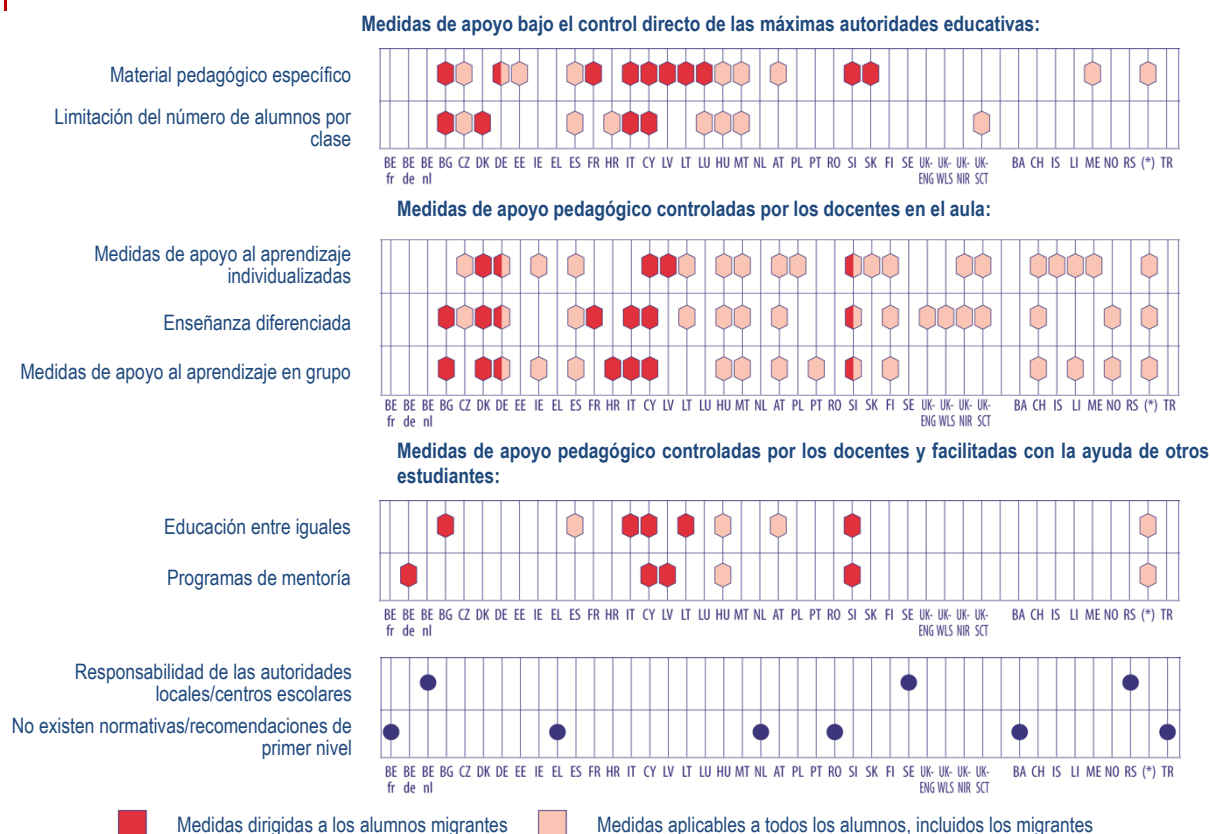 Medidas de apoyo bajo el control directo de las máximas autoridades educativas:
Material pedagógico específico
Limitación del número de alumnos por
clase
BE BE BE BG CZ DK DE EE IE EL ES FR HR IT CY LV LT LU HU MT NL AT PL PT RO SI SK FI SE UK- UK- UK- UK- BA CH IS LI ME NO RS (*) TR
fr de nl ENG WLS NIR SCT
Medidas de apoyo pedagógico controladas por los docentes en el aula:
Medidas de apoyo al aprendizaje
individualizadas
Enseñanza diferenciada
Medidas de apoyo al aprendizaje en grupo
BE BE BE BG CZ DK DE EE IE EL ES FR HR IT CY LV LT LU HU MT NL AT PL PT RO SI SK FI SE UK- UK- UK- UK- BA CH IS LI ME NO RS (*) TR
fr de nl ENG WLS NIR SCT
Medidas de apoyo pedagógico controladas por los docentes y facilitadas con la ayuda de otros
estudiantes:
Educación entre iguales
Programas de mentoría
BE BE BE BG CZ DK DE EE IE EL ES FR HR IT CY LV LT LU HU MT NL AT PL PT RO SI SK FI SE UK- UK- UK- UK- BA CH IS LI ME NO RS (*) TR
fr de nl ENG WLS NIR SCT
Responsabilidad de las autoridades
locales/centros escolares
No existen normativas/recomendaciones de
primer nivel
BE BE BE BG CZ DK DE EE IE EL ES FR HR IT CY LV LT LU HU MT NL AT PL PT RO SI SK FI SE UK- UK- UK- UK- BA CH IS LI ME NO RS (*) TR
fr de nl ENG WLS NIR SCT
Medidas dirigidas a los alumnos migrantes Medidas aplicables a todos los alumnos, incluidos los migrantes